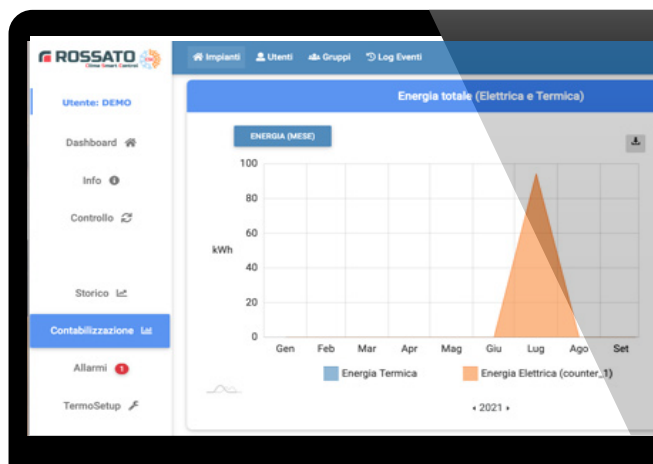 ROSSATO
Clima Smart Control
Impianti
Utenti
Gruppi
Log Eventi
Utente: DEMO
Dashboard
Info
Controllo
Storico
Contabilizzazione
Allarmi 1
TermoSetup
Energia totale (Elettrica e Termica)
ENERGIA (MESE)
100
80
60
kWh
40
20
0
Gen Feb Mar Apr Mag Giu Lug Ago Set
Energia Termica
Energia Elettrica (counter_1)
2021